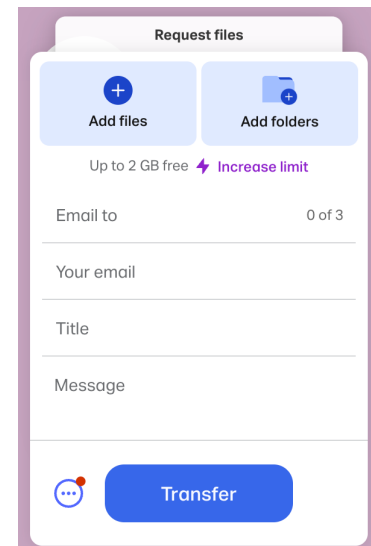 Request files
Add files
Add folders
Up to 2 GB free Increase limit
Email to 0 of 3
Your email
Title
Message
Transfer